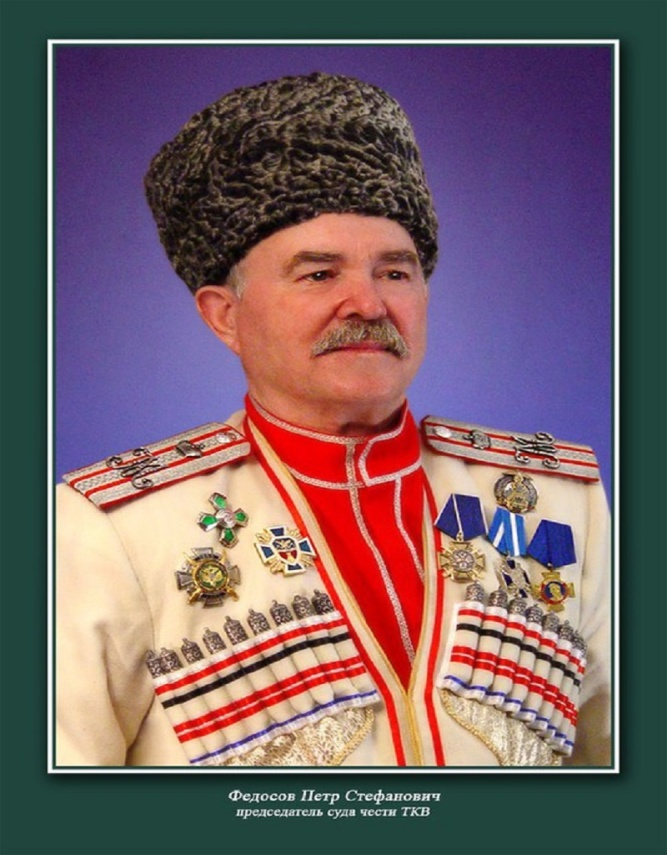 Федосов Петр Стефанович
председатель суда чести ТКВ